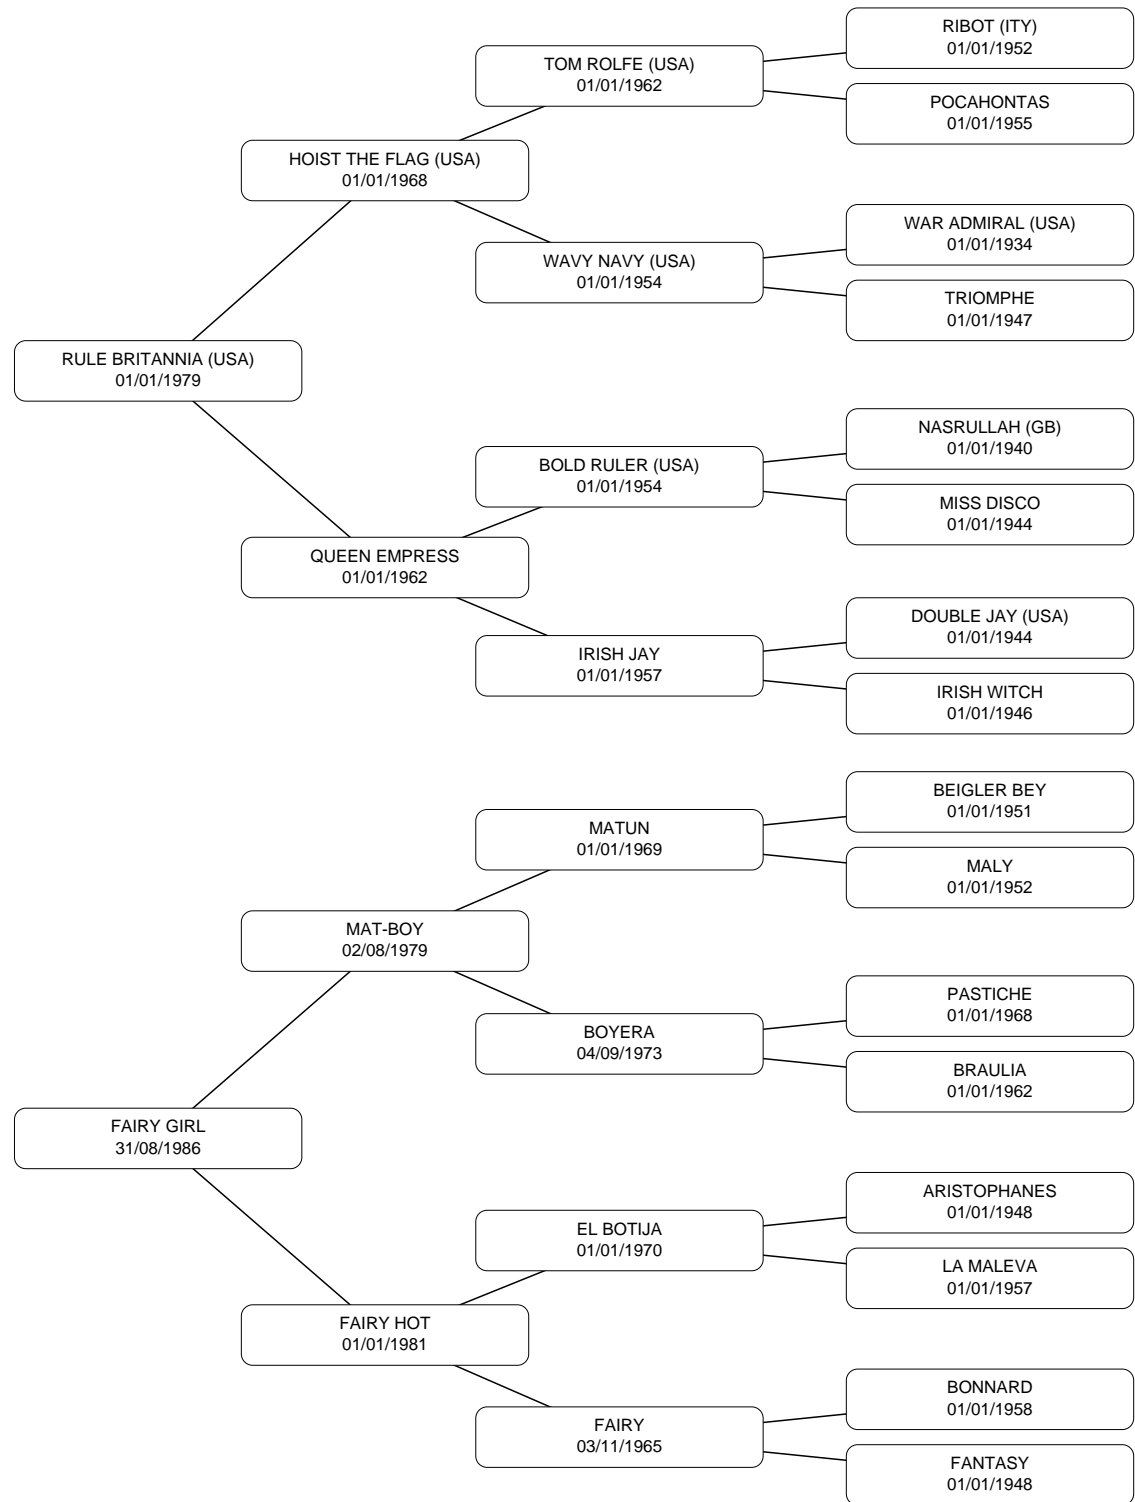 RIBOT (ITY)
01/01/1952
TOM ROLFE (USA)
01/01/1962
POCAHONTAS
01/01/1955
HOIST THE FLAG (USA)
01/01/1968
WAR ADMIRAL (USA)
01/01/1934
WAVY NAVY (USA)
01/01/1954
TRIOMPHE
01/01/1947
RULE BRITANNIA (USA)
01/01/1979
NASRULLAH (GB)
01/01/1940
BOLD RULER (USA)
01/01/1954
MISS DISCO
01/01/1944
QUEEN EMPRESS
01/01/1962
DOUBLE JAY (USA)
01/01/1944
IRISH JAY
01/01/1957
IRISH WITCH
01/01/1946
BEIGLER BEY
01/01/1951
MATUN
01/01/1969
MALY
01/01/1952
MAT-BOY
02/08/1979
PASTICHE
01/01/1968
BOYERA
04/09/1973
BRAULIA
01/01/1962
FAIRY GIRL
31/08/1986
ARISTOPHANES
01/01/1948
EL BOTIJA
01/01/1970
LA MALEVA
01/01/1957
FAIRY HOT
01/01/1981
BONNARD
01/01/1958
FAIRY
03/11/1965
FANTASY
01/01/1948